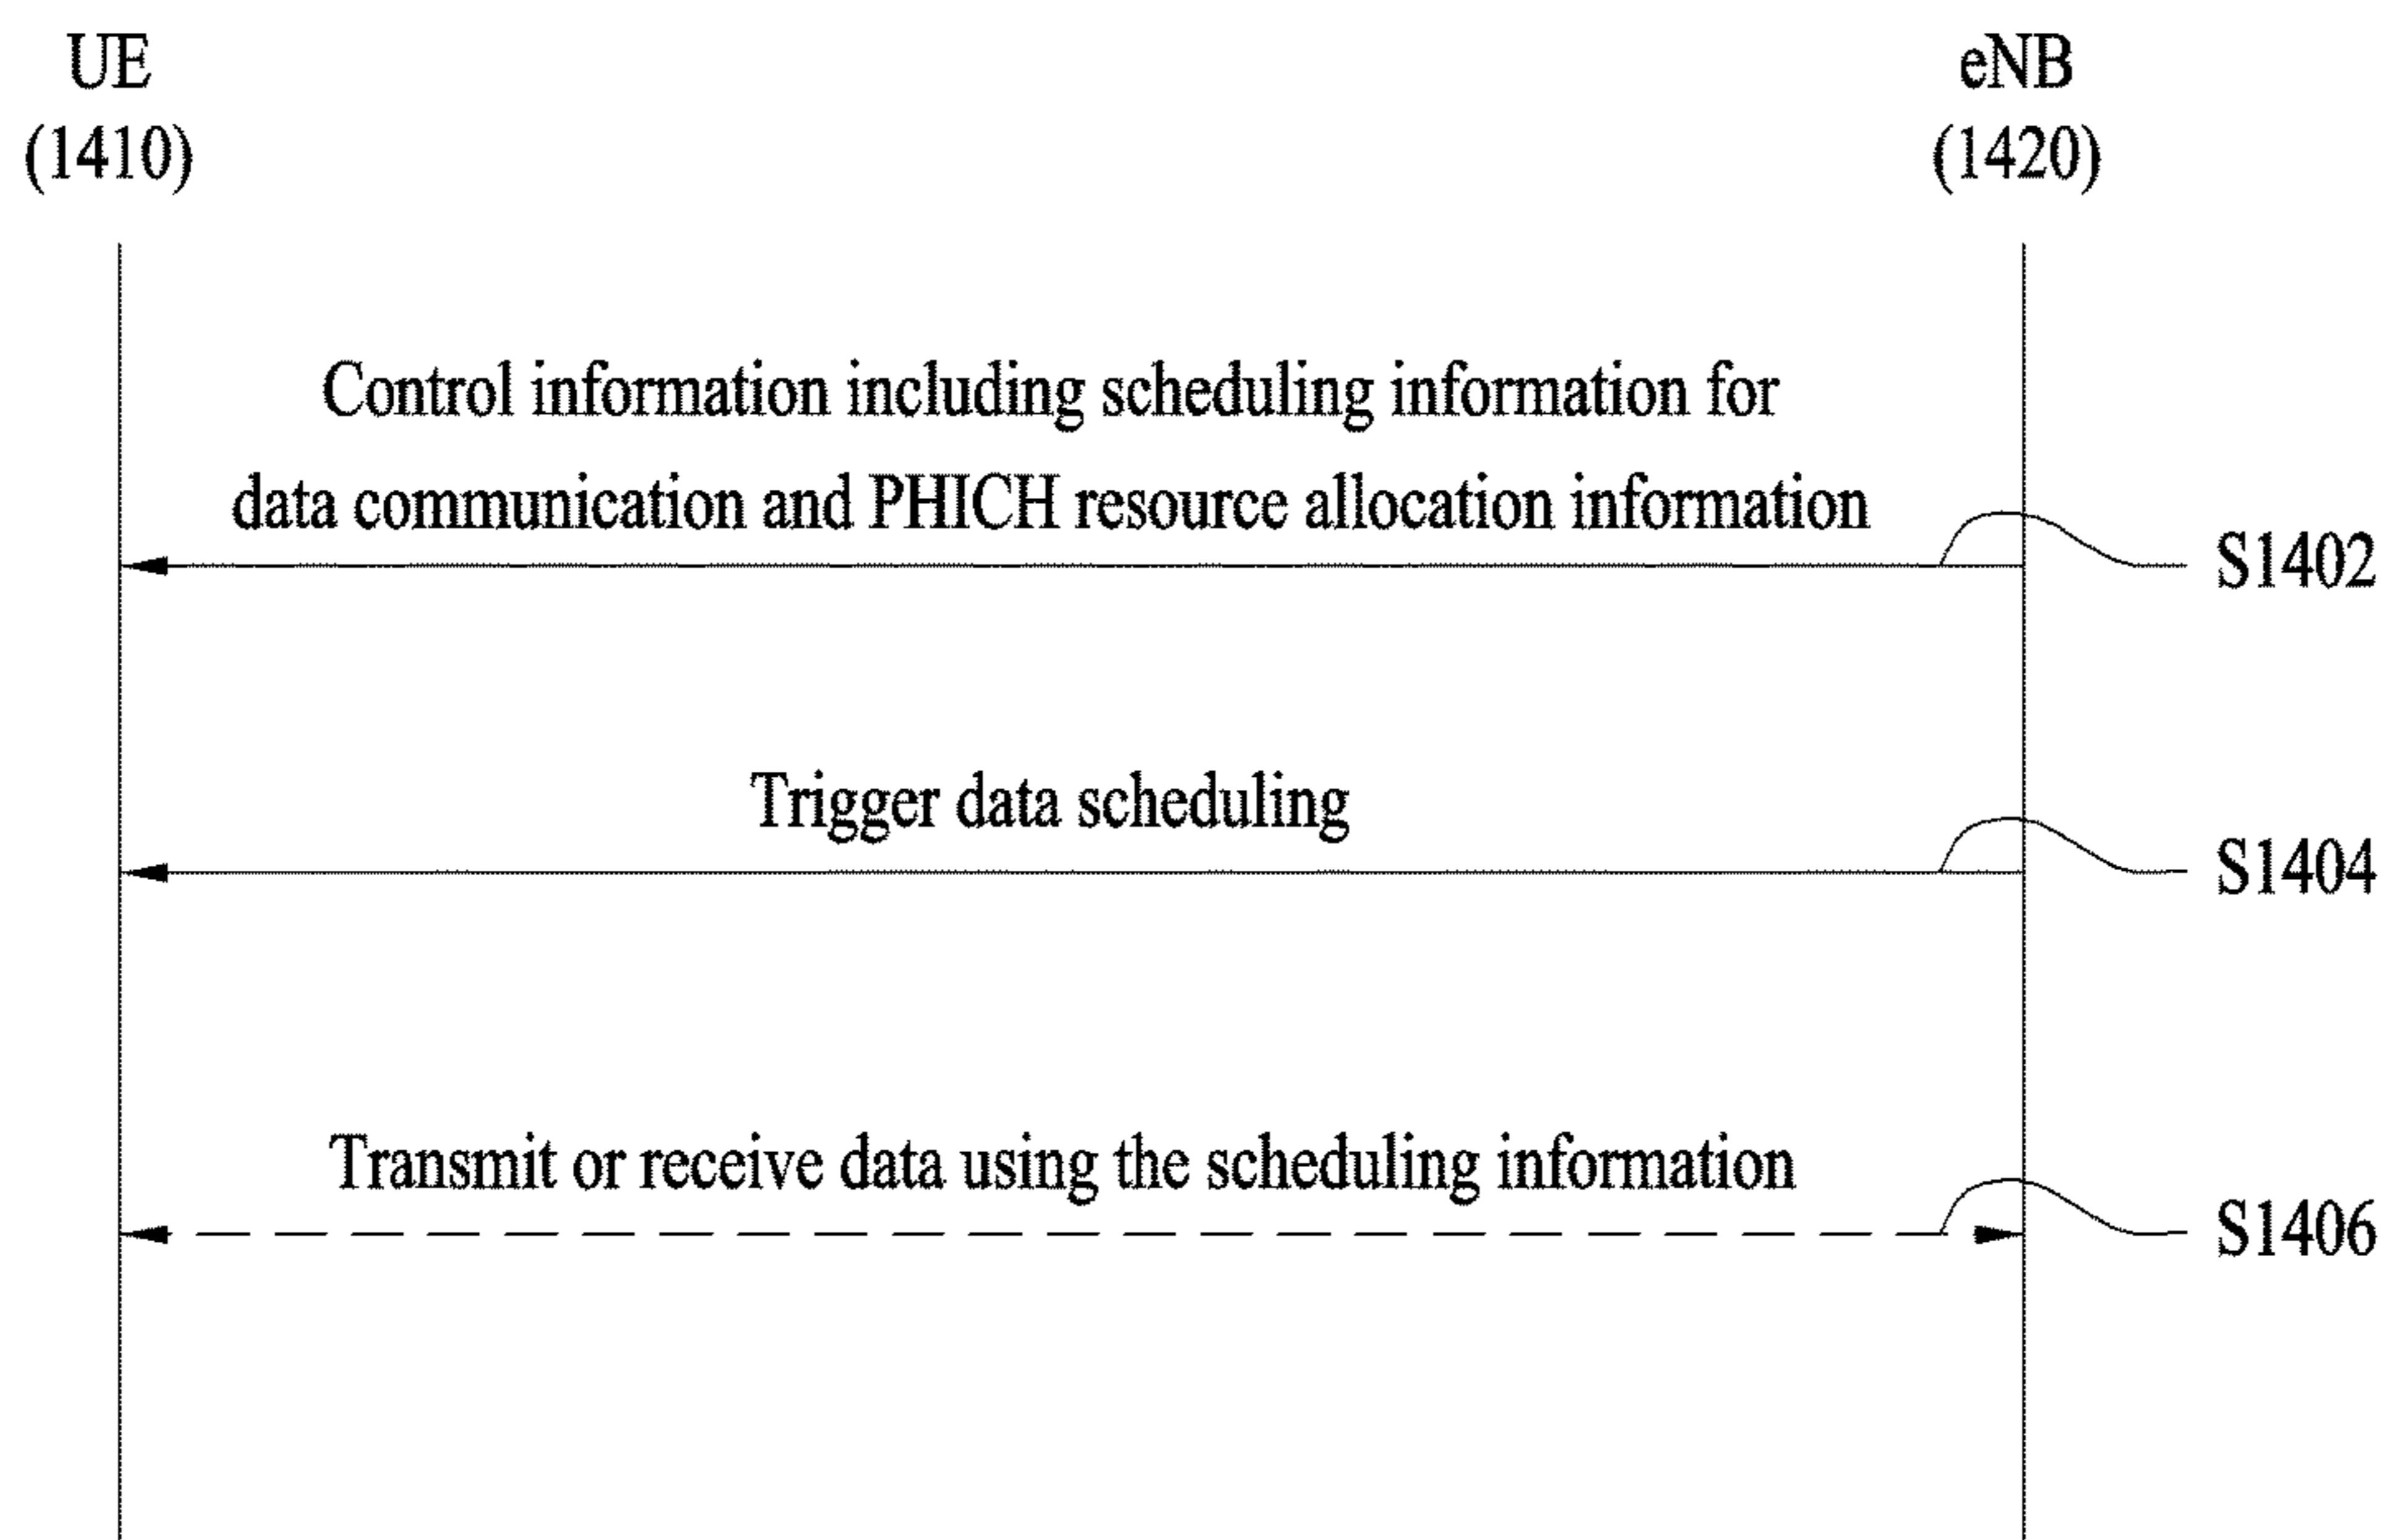 UE
(1410)
eNB
(1420)
Control information including scheduling information for
data communication and PHICH resource allocation information
S1402
Trigger data scheduling
S1404
Transmit or receive data using the scheduling information
S1406